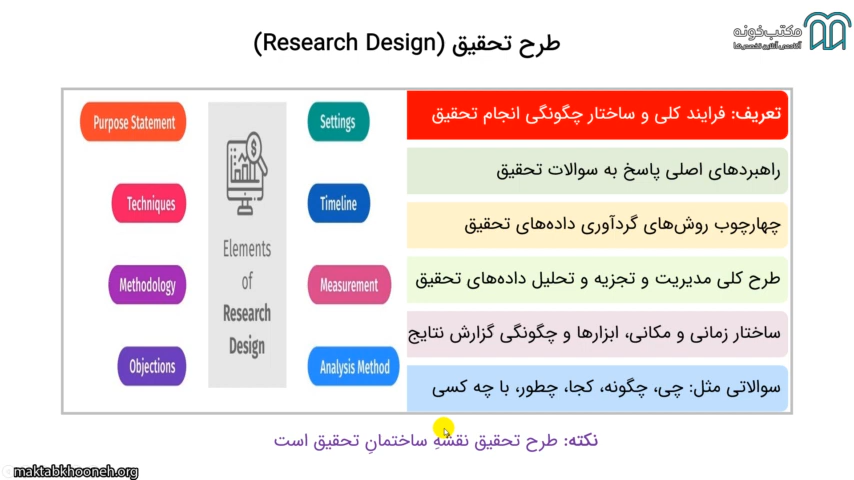 مکتب‌خونه
آکادمی آنلاین تخصص‌ها
طرح تحقیق (Research Design)
تعریف: فرایند کلی و ساختار چگونگی انجام تحقیق
راهبردهای اصلی پاسخ به سوالات تحقیق
چهارچوب روش‌های گردآوری داده‌های تحقیق
طرح کلی مدیریت و تجزیه و تحلیل داده‌های تحقیق
ساختار زمانی و مکانی، ابزارها و چگونگی گزارش نتایج
سوالاتی مثل: چی، چگونه، کجا، چطور، با چه کسی
Purpose Statement
Techniques
Methodology
Objections
Elements
of
Research
Design
Settings
Timeline
Measurement
Analysis Method
نکته: طرح تحقیق نقشهِ ساختمانِ تحقیق است
maktabkhooneh.org